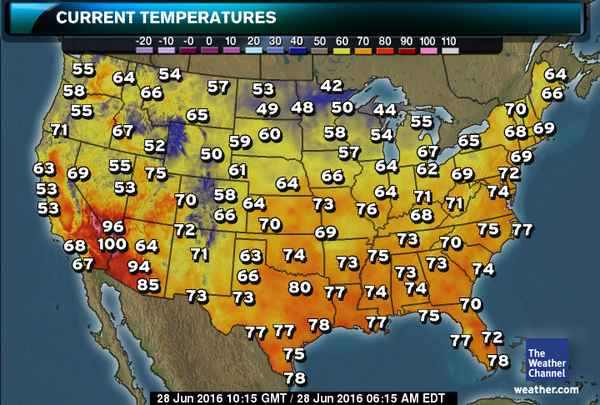 CURRENT TEMPERATURES
-20 -10 0 10 20 30 40 50 60 70 80 90 100 110
55 64 54 57 53 42 64
58 66 49 48 50 44 55 66
55 65 70
71 67 60 58 54 65 68 69
52 50 59 57 67 69
63 69 55 75 61 66 64 62 69 72
53 53 64 64 71 71 74
53 70 58 66 73 76 68
96 72 70 69 75 77
68 100 64 71 63 74 73 75 73 70
67 94 66 73 73 74
85 73 73 80 77 74 74 70
77 77 78 77 75 77 72
75 78
78
The Weather Channel
weather.com
28 Jun 2016 10:15 GMT / 28 Jun 2016 06:15 AM EDT